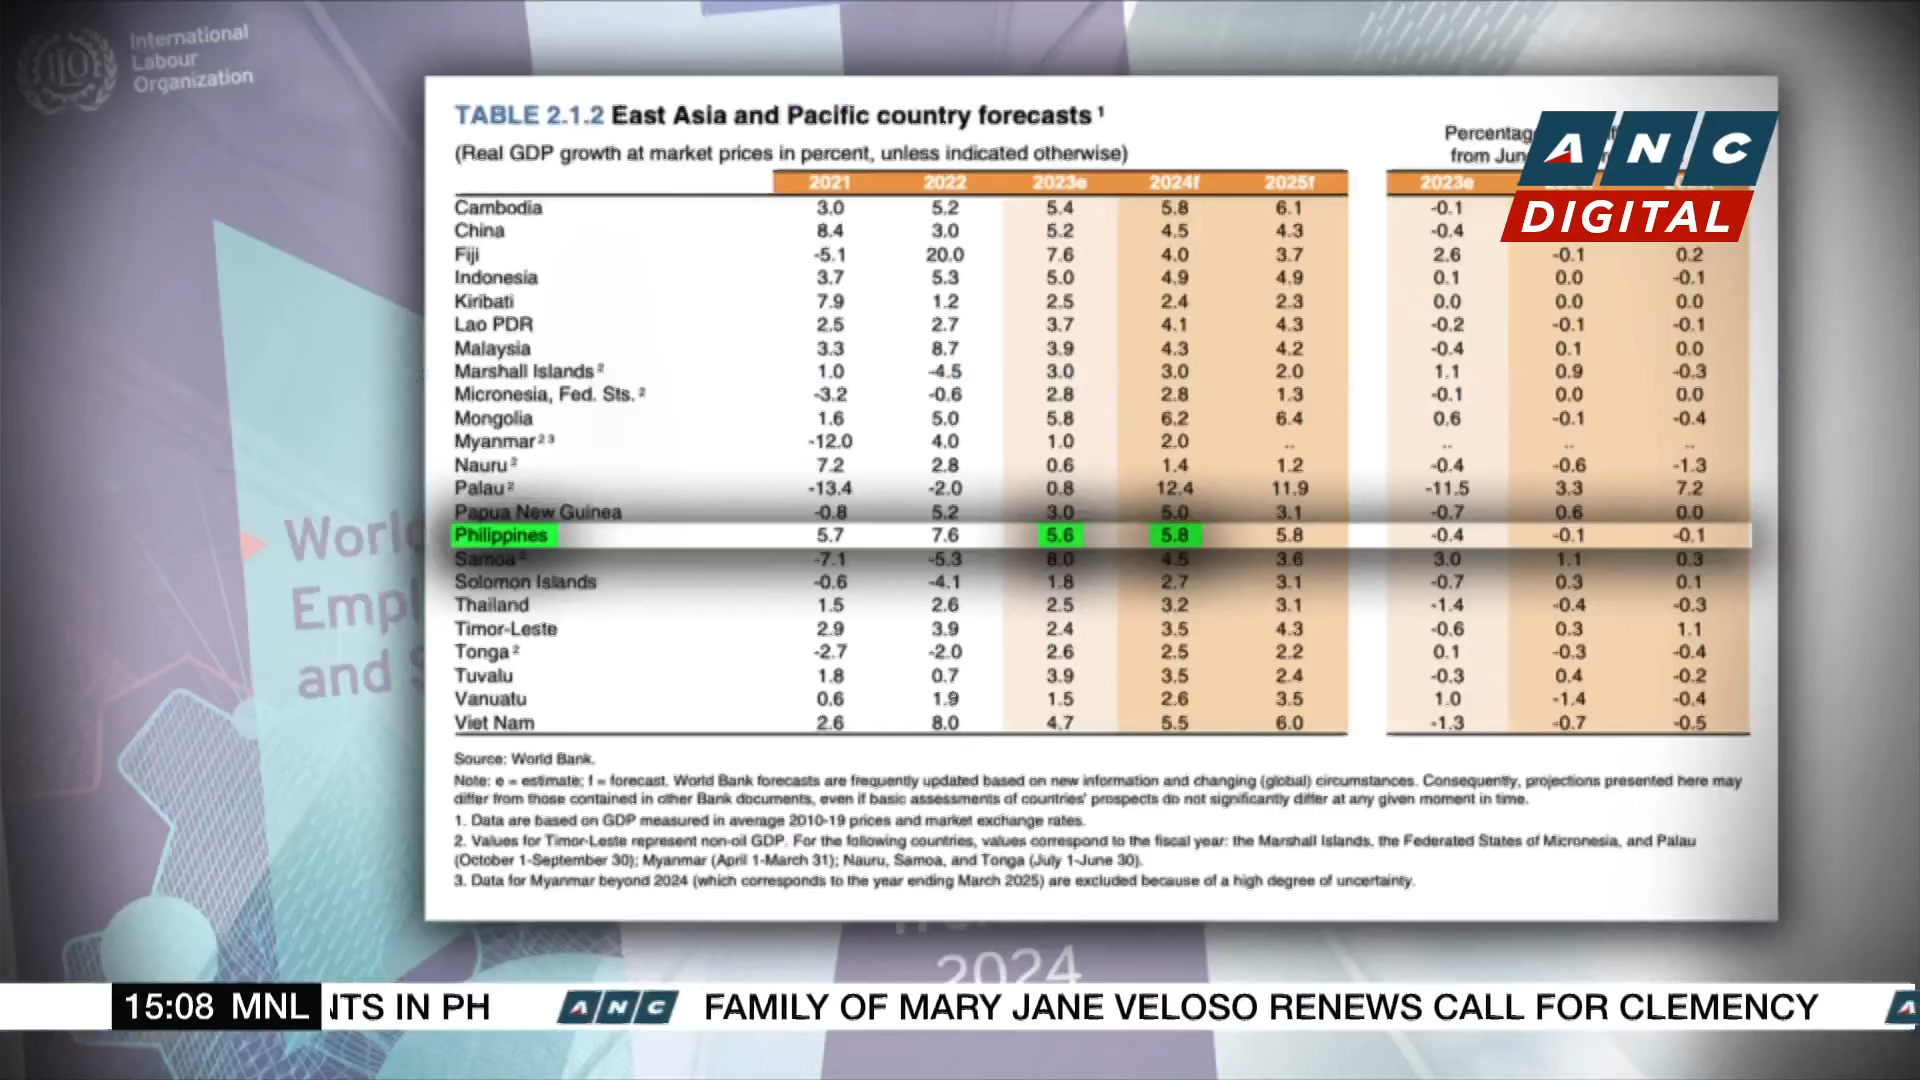 International
Labour
Organization
TABLE 2.1.2 East Asia and Pacific country forecasts ¹
(Real GDP growth at market prices in percent, unless indicated otherwise)
from
ANC
DIGITAL
2021 2022 2023e 2024f 2025f 2023e
Cambodia 3.0 5.2 5.4 5.8 6.1 -0.1
China 8.4 3.0 5.2 4.5 4.3 -0.4
Fiji -5.1 20.0 7.6 4.0 3.7 2.6 -0.1 0.2
Indonesia 3.7 5.3 5.0 4.9 4.9 0.1 0.0 -0.1
Kiribati 7.9 1.2 2.5 2.4 2.3 0.0 0.0 0.0
Lao PDR 2.5 2.7 3.7 4.1 4.3 -0.2 -0.1 -0.1
Malaysia 3.3 8.7 3.9 4.3 4.2 -0.4 0.1 0.0
Marshall Islands ² 1.0 -4.5 3.0 3.0 2.0 1.1 0.9 -0.3
Micronesia, Fed. Sts. ² -3.2 -0.6 2.8 2.8 1.3 -0.1 0.0 0.0
Mongolia 1.6 5.0 5.8 6.2 6.4 0.6 -0.1 -0.4
Myanmar ² ³ -12.0 4.0 1.0 2.0 .. .. .. ..
Nauru ² 7.2 2.8 0.6 1.4 1.2 -0.4 -0.6 -1.3
Palau ² -13.4 -2.0 0.8 12.4 11.9 -11.5 3.3 7.2
Papua New Guinea -0.8 5.2 3.0 5.0 3.1 -0.7 0.6 0.0
Philippines 5.7 7.6 5.6 5.8 5.8 -0.4 -0.1 -0.1
Samoa ² -7.1 -5.3 8.0 4.5 3.6 3.0 1.1 0.3
Solomon Islands -0.6 -4.1 1.8 2.7 3.1 -0.7 0.3 0.1
Thailand 1.5 2.6 2.5 3.2 3.1 -1.4 -0.4 -0.3
Timor-Leste 2.9 3.9 2.4 3.5 4.3 -0.6 0.3 1.1
Tonga ² -2.7 -2.0 2.6 2.5 2.2 0.1 -0.3 -0.4
Tuvalu 1.8 0.7 3.9 3.5 2.4 -0.3 0.4 -0.2
Vanuatu 0.6 1.9 1.5 2.6 3.5 1.0 -1.4 -0.4
Viet Nam 2.6 8.0 4.7 5.5 6.0 -1.3 -0.7 -0.5
Source: World Bank.
Note: e = estimate; f = forecast. World Bank forecasts are frequently updated based on new information and changing (global) circumstances. Consequently, projections presented here may
differ from those contained in other Bank documents, even if basic assessments of countries' prospects do not significantly differ at any given moment in time.
1. Data are based on GDP measured in average 2010-19 prices and market exchange rates.
2. Values for Timor-Leste represent non-oil GDP. For the following countries, values correspond to the fiscal year: the Marshall Islands, the Federated States of Micronesia, and Palau
(October 1-September 30); Myanmar (April 1-March 31); Nauru, Samoa, and Tonga (July 1-June 30).
3. Data for Myanmar beyond 2024 (which corresponds to the year ending March 2025) are excluded because of a high degree of uncertainty.
World
Empl
and S
2024
15:08 MNL NTS IN PH ANC FAMILY OF MARY JANE VELOSO RENEWS CALL FOR CLEMENCY A